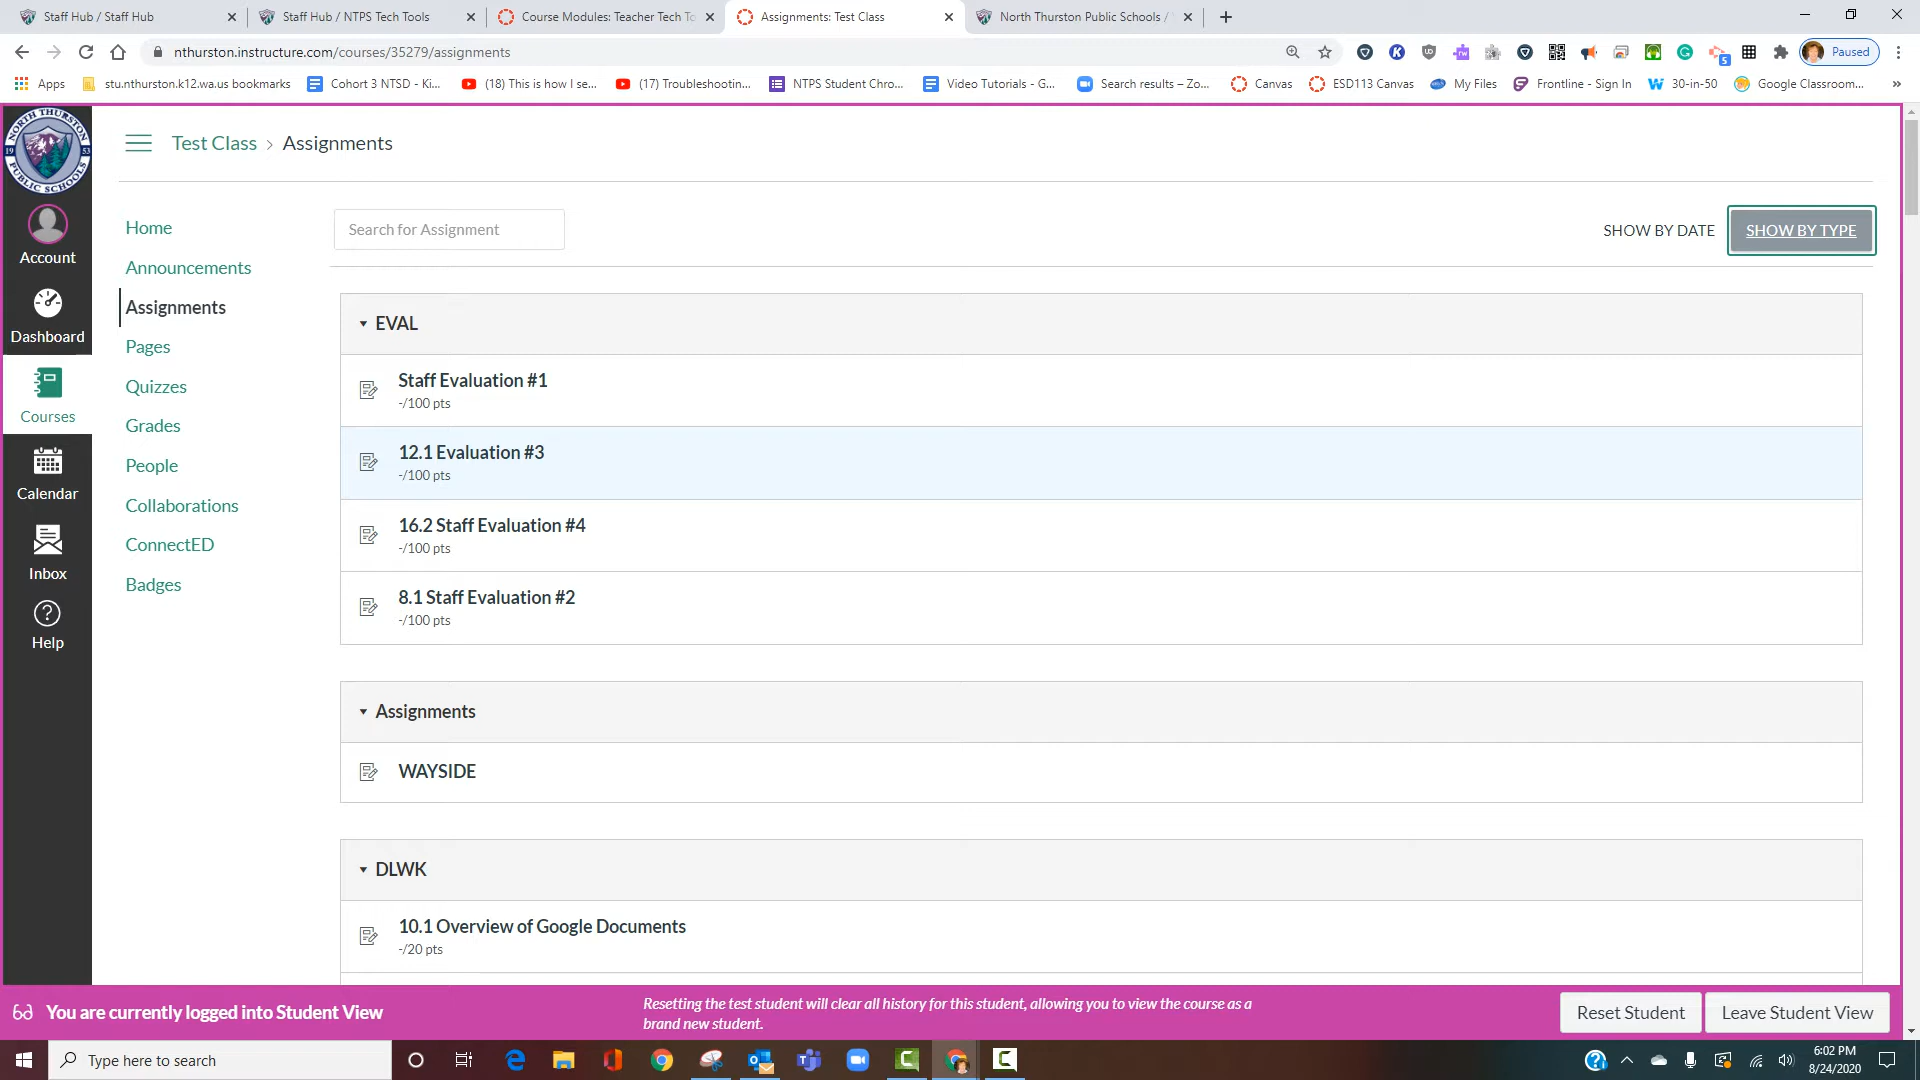 Staff Hub / Staff Hub
Staff Hub / NTPS Tech Tools
Course Modules: Teacher Tech To
Assignments: Test Class
North Thurston Public Schools /
nthurston.instructure.com/courses/35279/assignments
Paused
Apps
stu.nthurston.k12.wa.us bookmarks
Cohort 3 NTSD - Ki...
(18) This is how I se...
(17) Troubleshootin...
NTPS Student Chro...
Video Tutorials - G...
Search results – Zo...
Canvas
ESD113 Canvas
My Files
Frontline - Sign In
30-in-50
Google Classroom...
»
NORTH THURSTON
1953
PUBLIC SCHOOLS
Test Class > Assignments
Account
Dashboard
Courses
Calendar
Inbox
Help
Home
Announcements
Assignments
Pages
Quizzes
Grades
People
Collaborations
ConnectED
Badges
Search for Assignment
SHOW BY DATE
SHOW BY TYPE
EVAL
Staff Evaluation #1
-/100 pts
12.1 Evaluation #3
-/100 pts
16.2 Staff Evaluation #4
-/100 pts
8.1 Staff Evaluation #2
-/100 pts
Assignments
WAYSIDE
DLWK
10.1 Overview of Google Documents
-/20 pts
You are currently logged into Student View
Resetting the test student will clear all history for this student, allowing you to view the course as a
brand new student.
Reset Student
Leave Student View
Type here to search
6:02 PM
8/24/2020